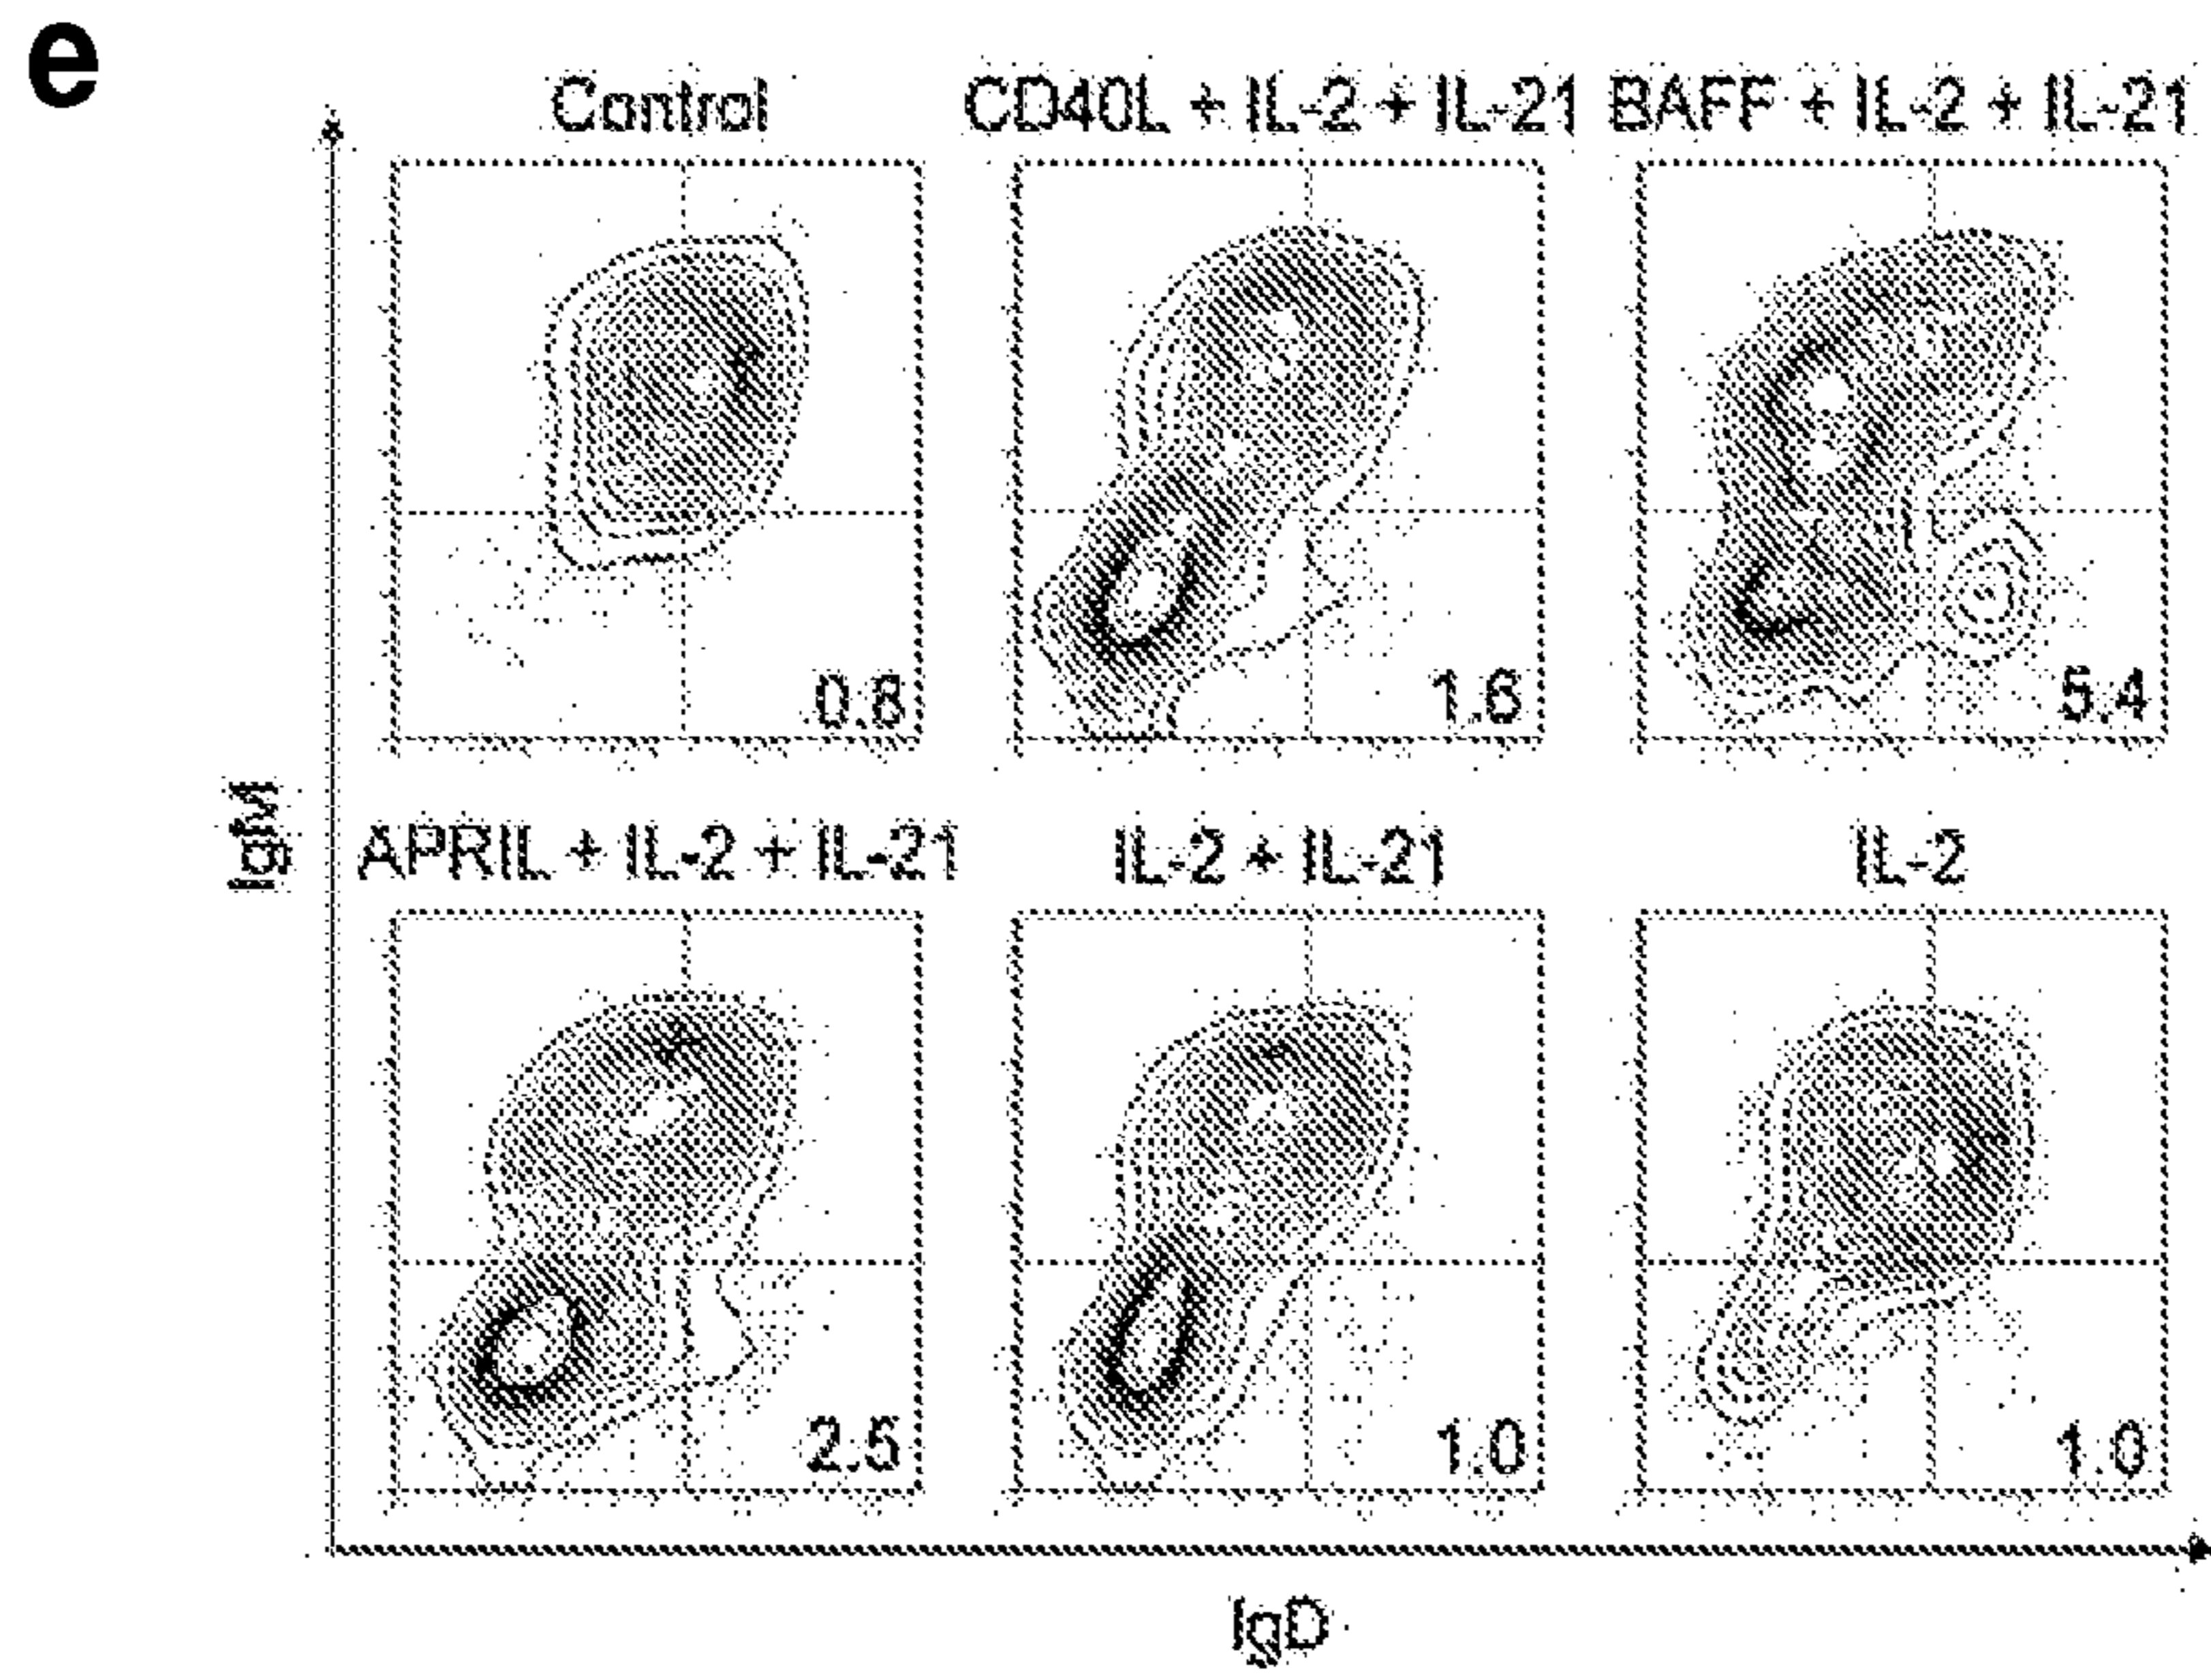 e
Control
CD40L + IL-2 + IL-21
BAFF + IL-2 + IL-21
0.8
1.6
5.4
IgM
APRIL + IL-2 + IL-21
IL-2 + IL-21
IL-2
2.5
1.0
1.0
IgD